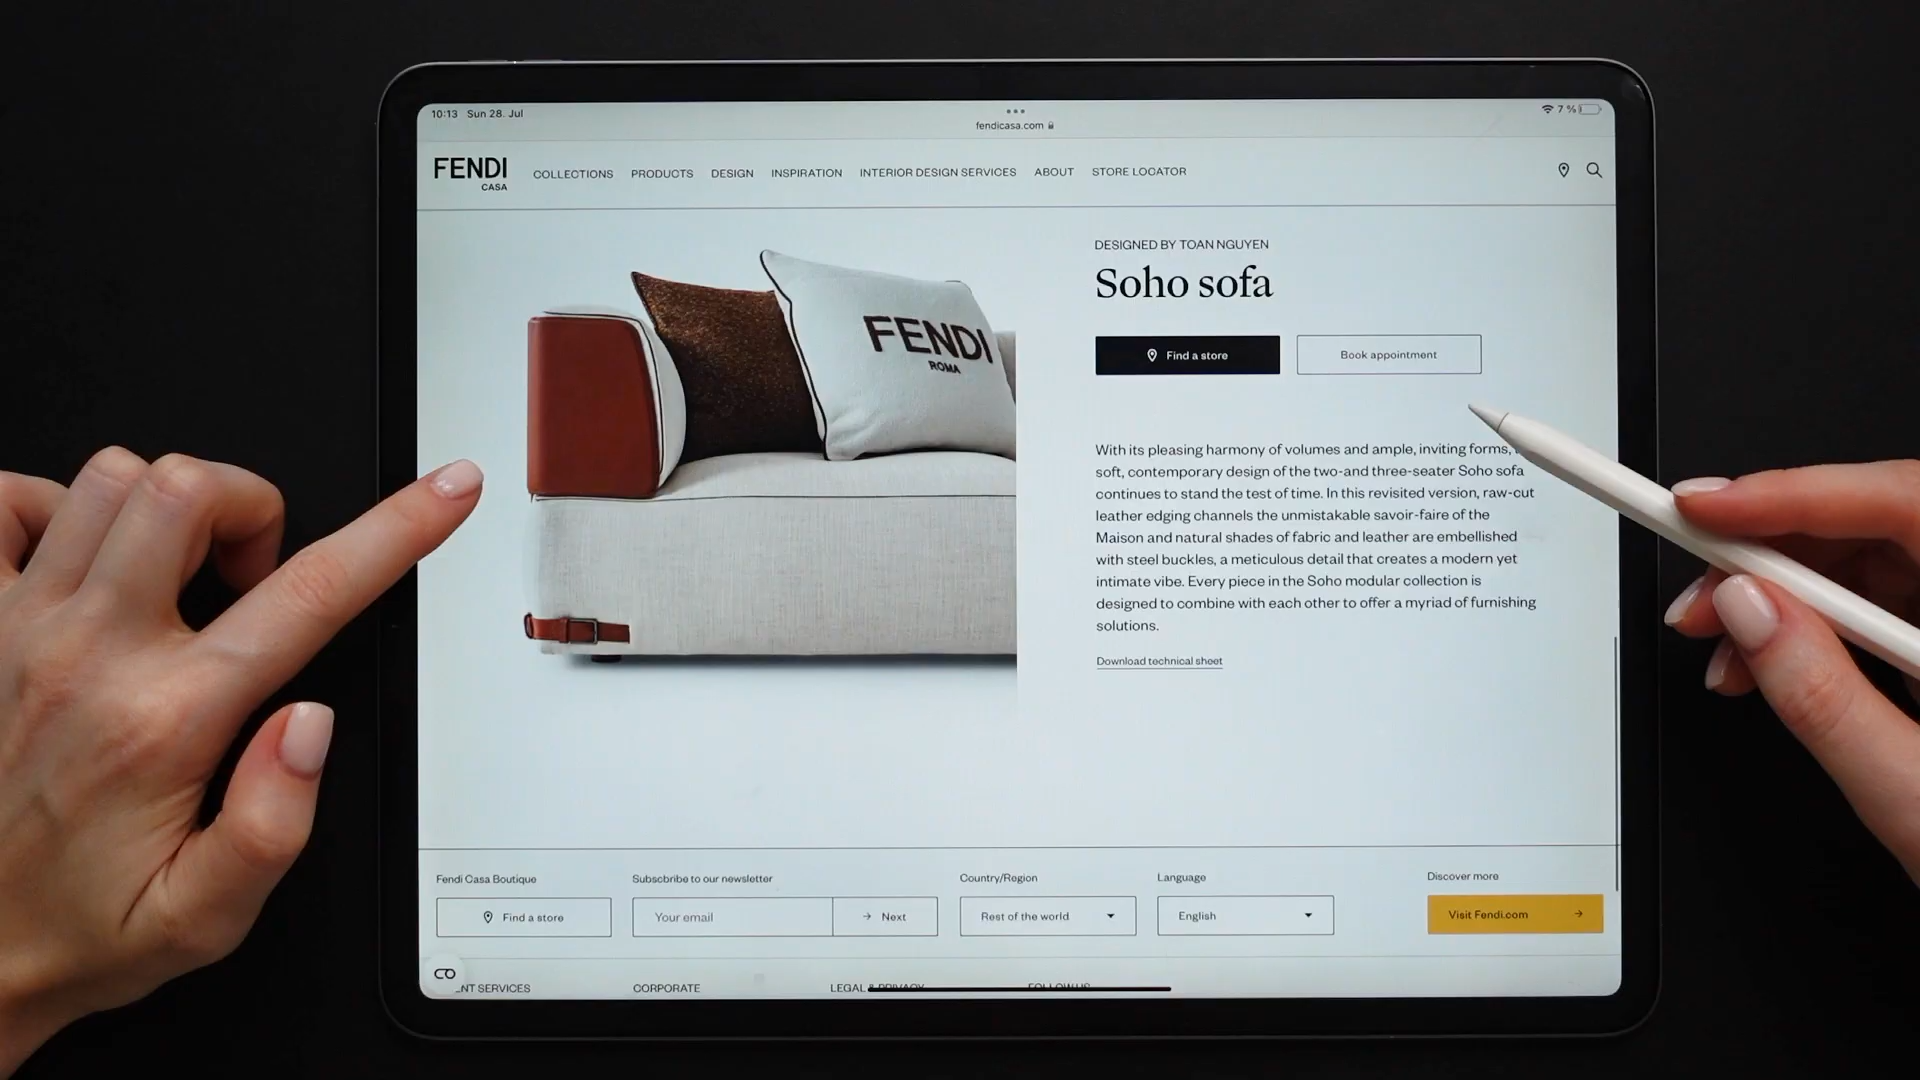 10:13 Sun 28. Jul
fendicasa.com
7 %
FENDI
CASA
COLLECTIONS PRODUCTS DESIGN INSPIRATION INTERIOR DESIGN SERVICES ABOUT STORE LOCATOR
FENDI
ROMA
DESIGNED BY TOAN NGUYEN
Soho sofa
Find a store
Book appointment
With its pleasing harmony of volumes and ample, inviting forms,
soft, contemporary design of the two-and three-seater Soho sofa
continues to stand the test of time. In this revisited version, raw-cut
leather edging channels the unmistakable savoir-faire of the
Maison and natural shades of fabric and leather are embellished
with steel buckles, a meticulous detail that creates a modern yet
intimate vibe. Every piece in the Soho modular collection is
designed to combine with each other to offer a myriad of furnishing
solutions.
Download technical sheet
Fendi Casa Boutique
Find a store
Subscbribe to our newsletter
Your email
Next
Country/Region
Rest of the world
Language
English
Discover more
Visit Fendi.com
NT SERVICES
CORPORATE
LEGAL & PRIVACY
FOLLOW US